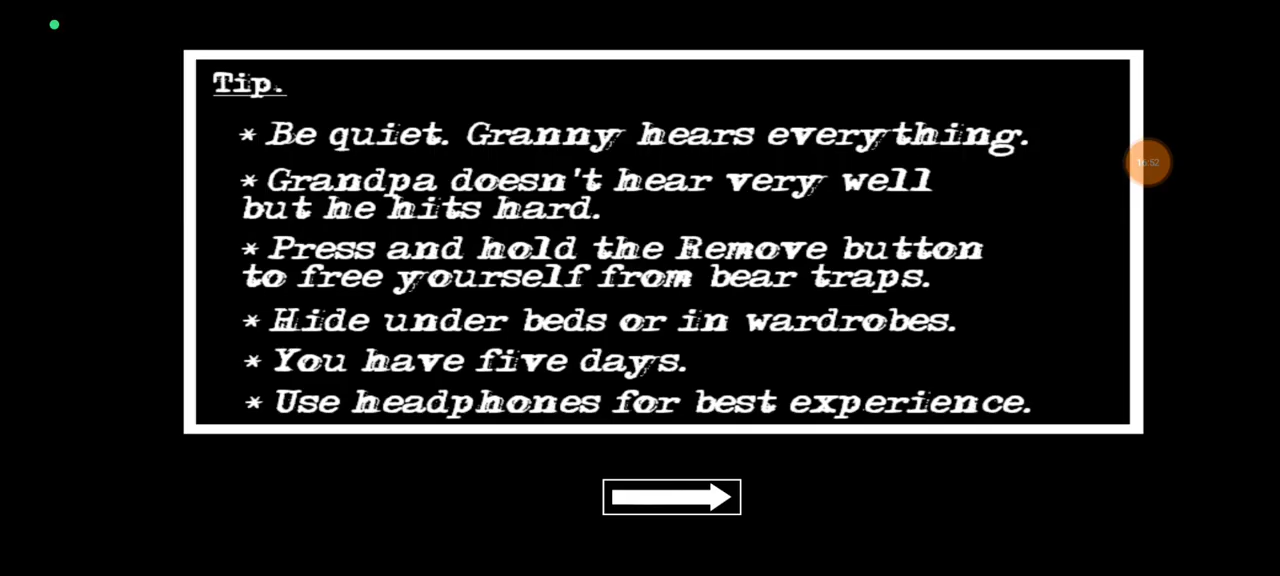 Tip.
* Be quiet. Granny hears everything.
* Grandpa doesn't hear very well
but he hits hard.
* Press and hold the Remove button
to free yourself from bear traps.
* Hide under beds or in wardrobes.
* You have five days.
* Use headphones for best experience.
16:52